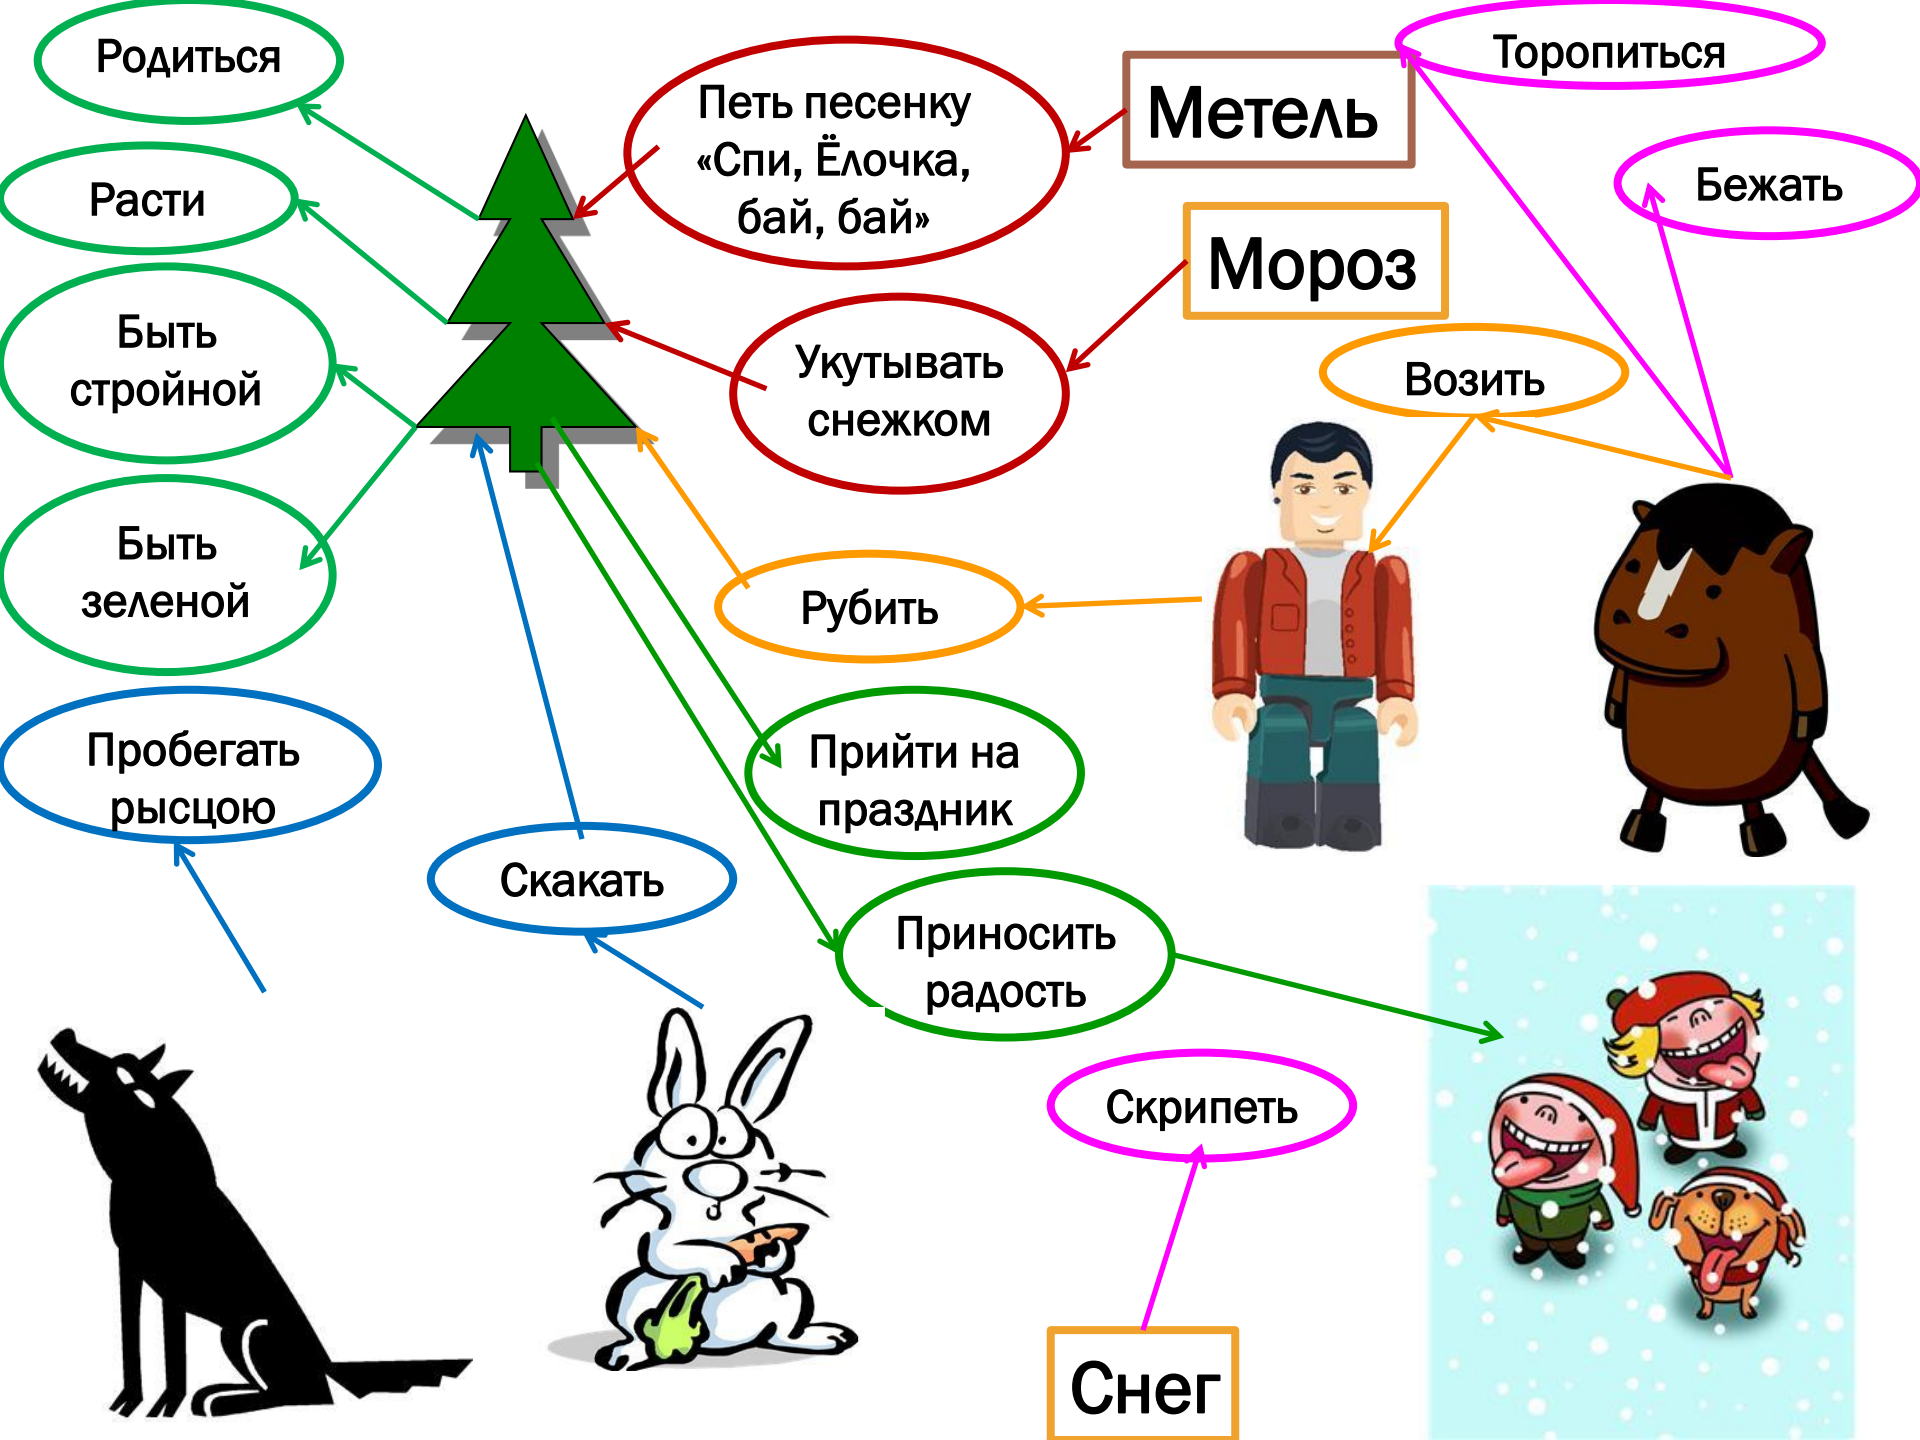 Родиться
Расти
Быть
стройной
Быть
зеленой
Пробегать
рысцою
Петь песенку
«Спи, Ёлочка,
бай, бай»
Метель
Торопиться
Бежать
Мороз
Укутывать
снежком
Возить
Рубить
Прийти на
праздник
Скакать
Приносить
радость
Скрипеть
Снег